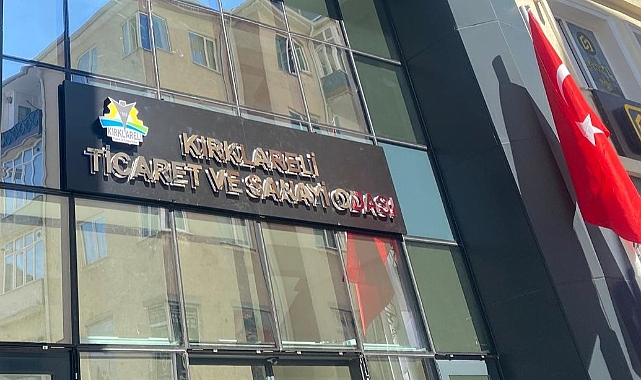 KIRKLARELİ
KIRKLARELİ
TİCARET VE SANAYİ ODASI